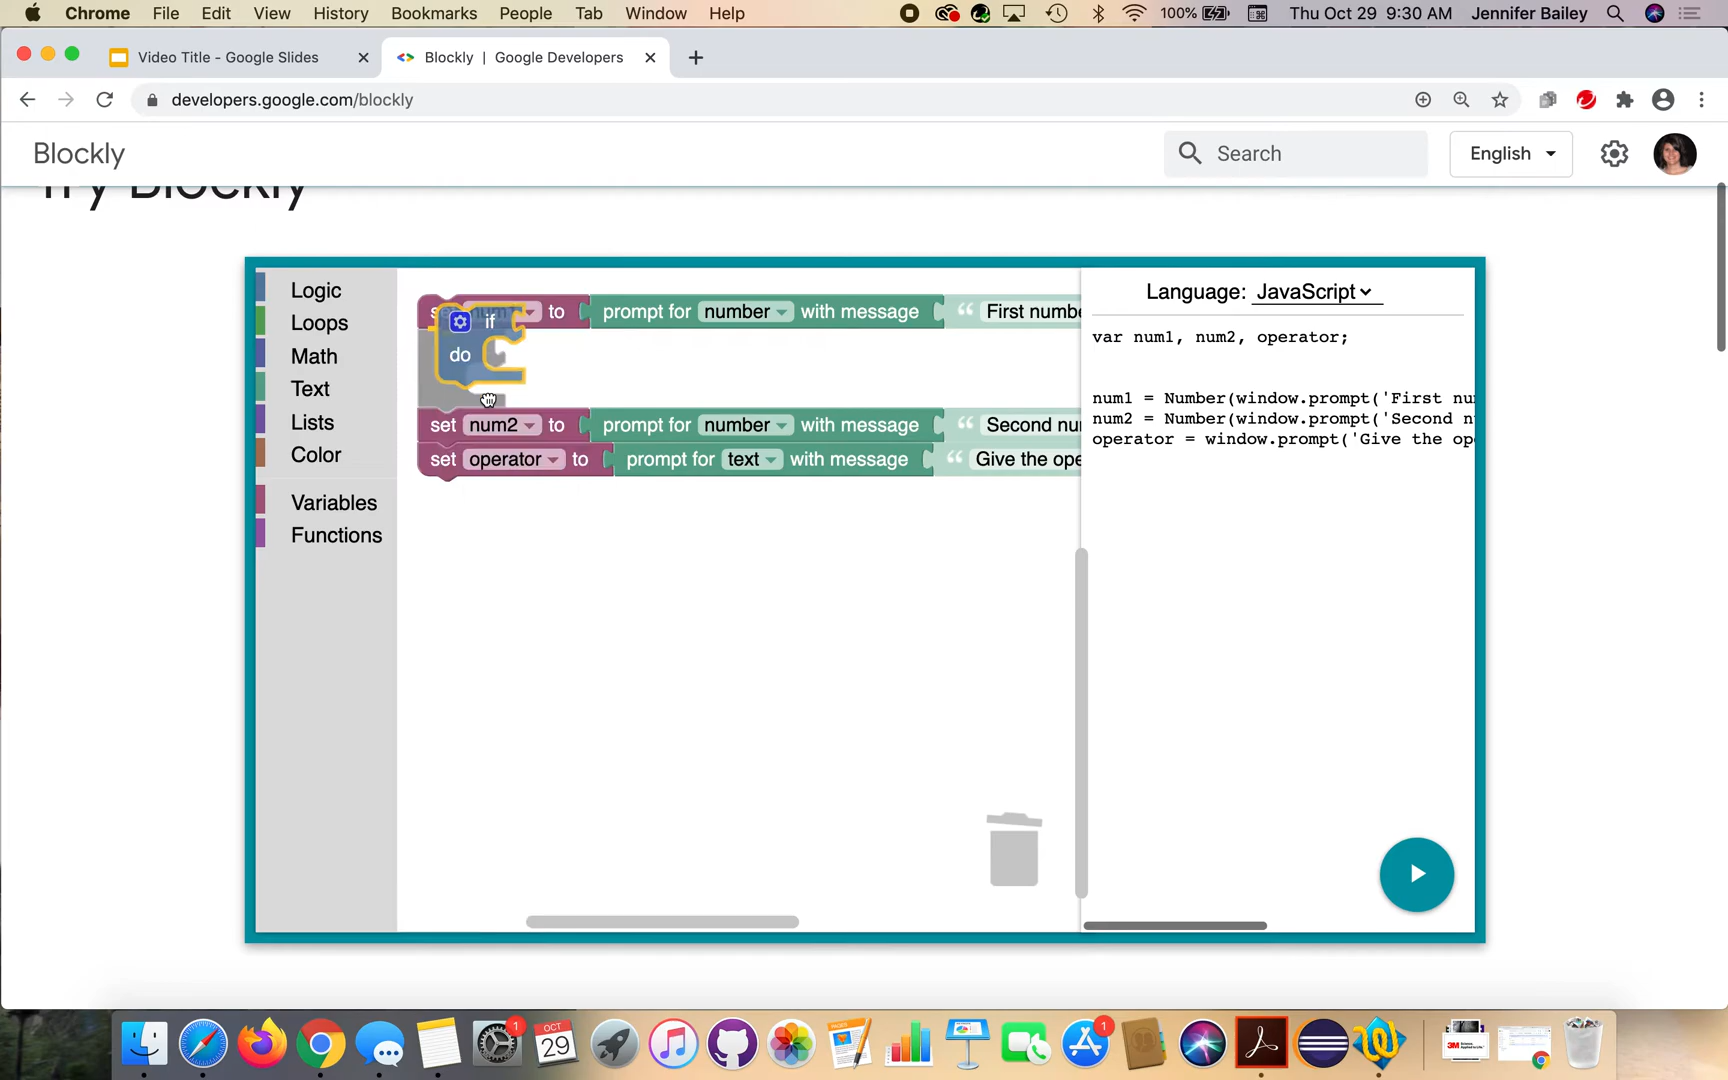 Chrome File Edit View History Bookmarks People Tab Window Help 100% Thu Oct 29 9:30 AM Jennifer Bailey
Video Title - Google Slides Blockly | Google Developers
developers.google.com/blockly
Blockly Search English
Try Blockly
Logic
Loops
Math
Text
Lists
Color
Variables
Functions
to prompt for number with message “ First numbe
if
do
set num2 to prompt for number with message “ Second nu
set operator to prompt for text with message “ Give the ope
Language: JavaScript
var num1, num2, operator;
num1 = Number(window.prompt('First nu
num2 = Number(window.prompt('Second n
operator = window.prompt('Give the op
1
OCT
29
1
3M